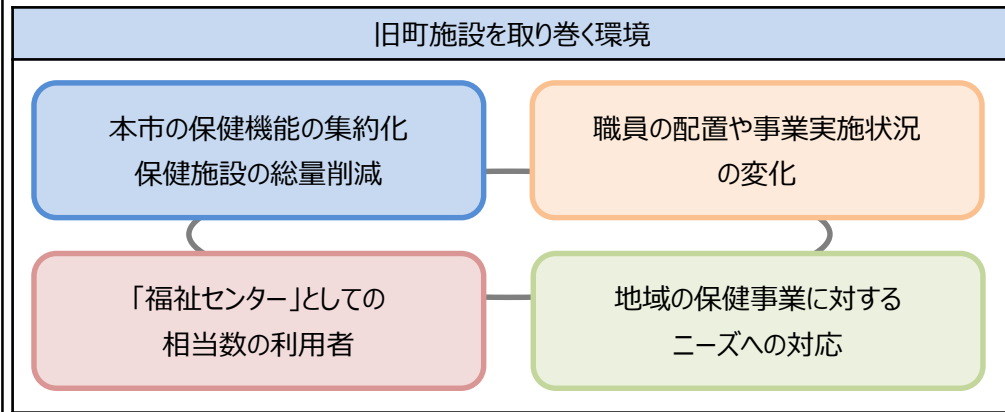 旧町施設を取り巻く環境
本市の保健機能の集約化
保健施設の総量削減
職員の配置や事業実施状況
の変化
「福祉センター」としての
相当数の利用者
地域の保健事業に対する
ニーズへの対応